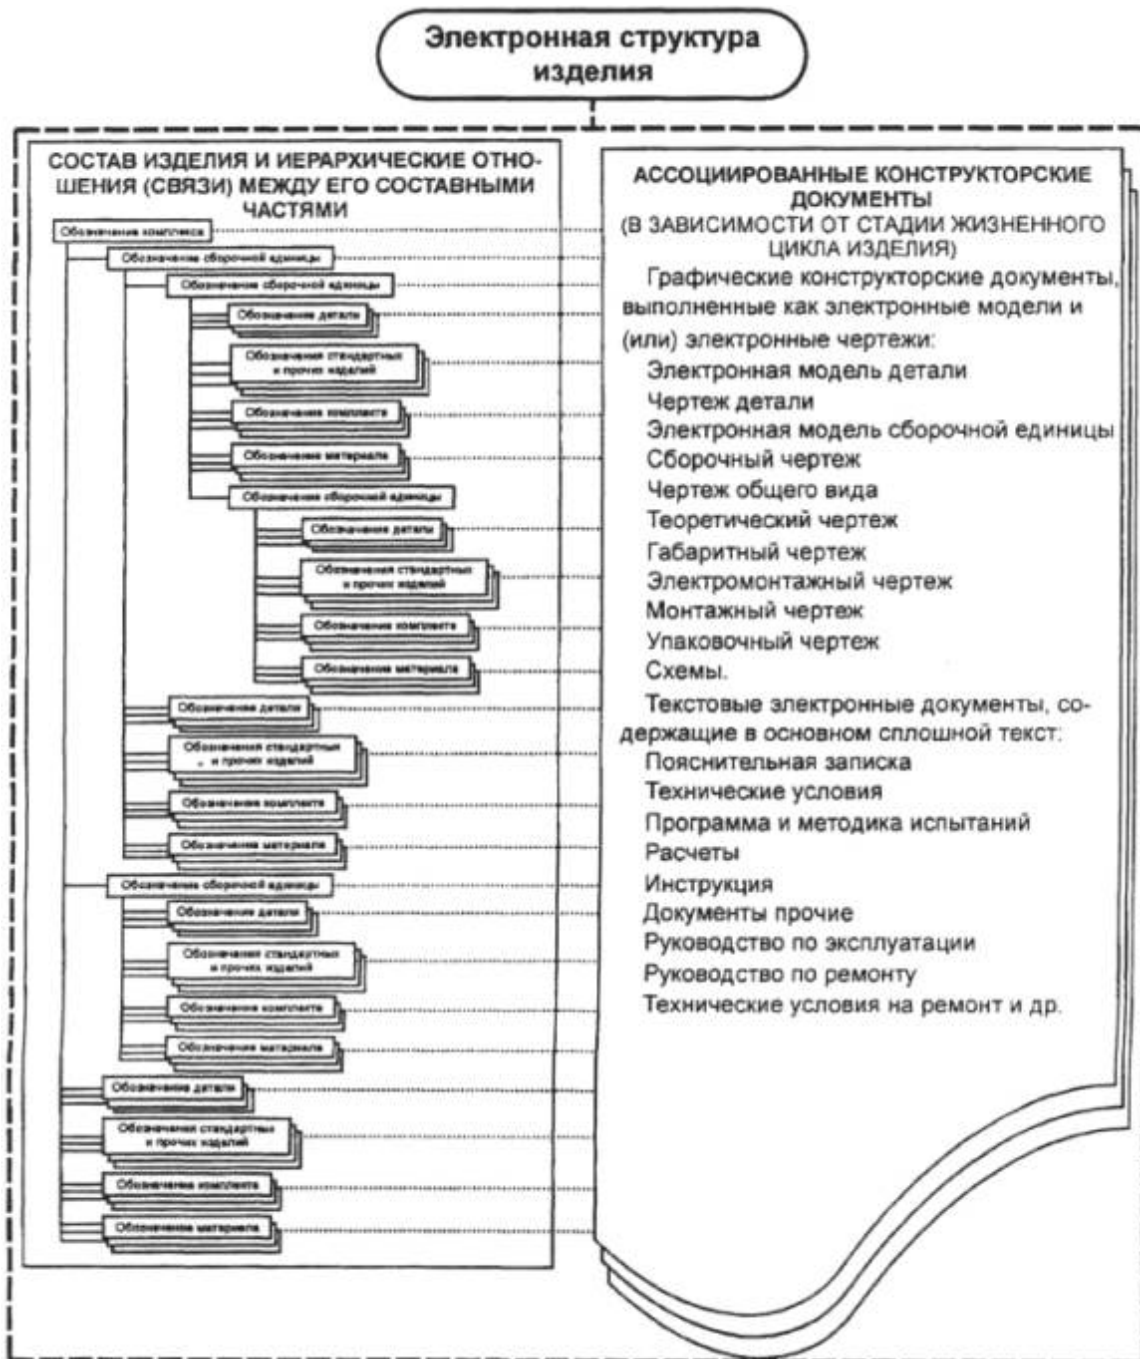 Электронная структура
изделия
СОСТАВ ИЗДЕЛИЯ И ИЕРАРХИЧЕСКИЕ ОТНО-
ШЕНИЯ (СВЯЗИ) МЕЖДУ ЕГО СОСТАВНЫМИ
ЧАСТЯМИ
Обозначение комплекса
Обозначение сборочной единицы
Обозначение сборочной единицы
Обозначение детали
Обозначения стандартных
и прочих изделий
Обозначение комплекта
Обозначение материала
Обозначение сборочной единицы
Обозначение детали
Обозначения стандартных
и прочих изделий
Обозначение комплекта
Обозначение материала
Обозначение детали
Обозначения стандартных
и прочих изделий
Обозначение комплекта
Обозначение материала
Обозначение сборочной единицы
Обозначение детали
Обозначения стандартных
и прочих изделий
Обозначение комплекта
Обозначение материала
Обозначение детали
Обозначения стандартных
и прочих изделий
Обозначение комплекта
Обозначение материала
АССОЦИИРОВАННЫЕ КОНСТРУКТОРСКИЕ
ДОКУМЕНТЫ
(В ЗАВИСИМОСТИ ОТ СТАДИИ ЖИЗНЕННОГО
ЦИКЛА ИЗДЕЛИЯ)
Графические конструкторские документы,
выполненные как электронные модели и
(или) электронные чертежи:
Электронная модель детали
Чертеж детали
Электронная модель сборочной единицы
Сборочный чертеж
Чертеж общего вида
Теоретический чертеж
Габаритный чертеж
Электромонтажный чертеж
Монтажный чертеж
Упаковочный чертеж
Схемы.
Текстовые электронные документы, со-
держащие в основном сплошной текст:
Пояснительная записка
Технические условия
Программа и методика испытаний
Расчеты
Инструкция
Документы прочие
Руководство по эксплуатации
Руководство по ремонту
Технические условия на ремонт и др.